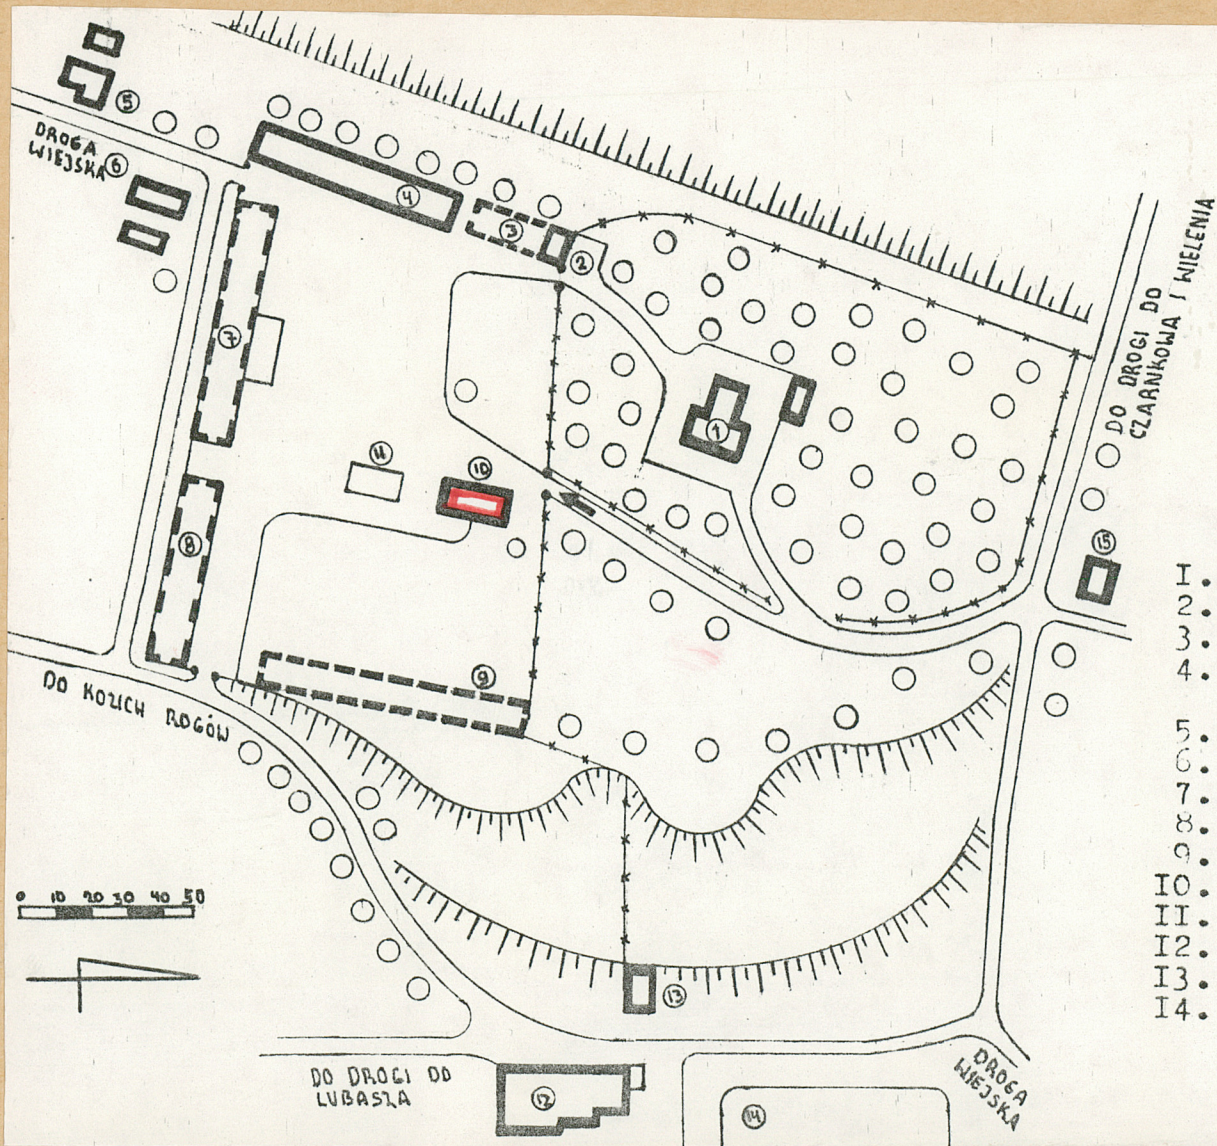 5
DROGA
WIEJSKA
6
4
3
2
7
1
DO DROGI DO
CZARNKOWA I WIELENIA
11
10
8
15
9
DO KOZICH ROGÓW
0 10 20 30 40 50
13
DO DROGI DO
LUBASZA
12
14
DROGA
WIEJSKA
I.
2.
3.
4.
5.
6.
7.
8.
9.
I0.
II.
I2.
I3.
I4.